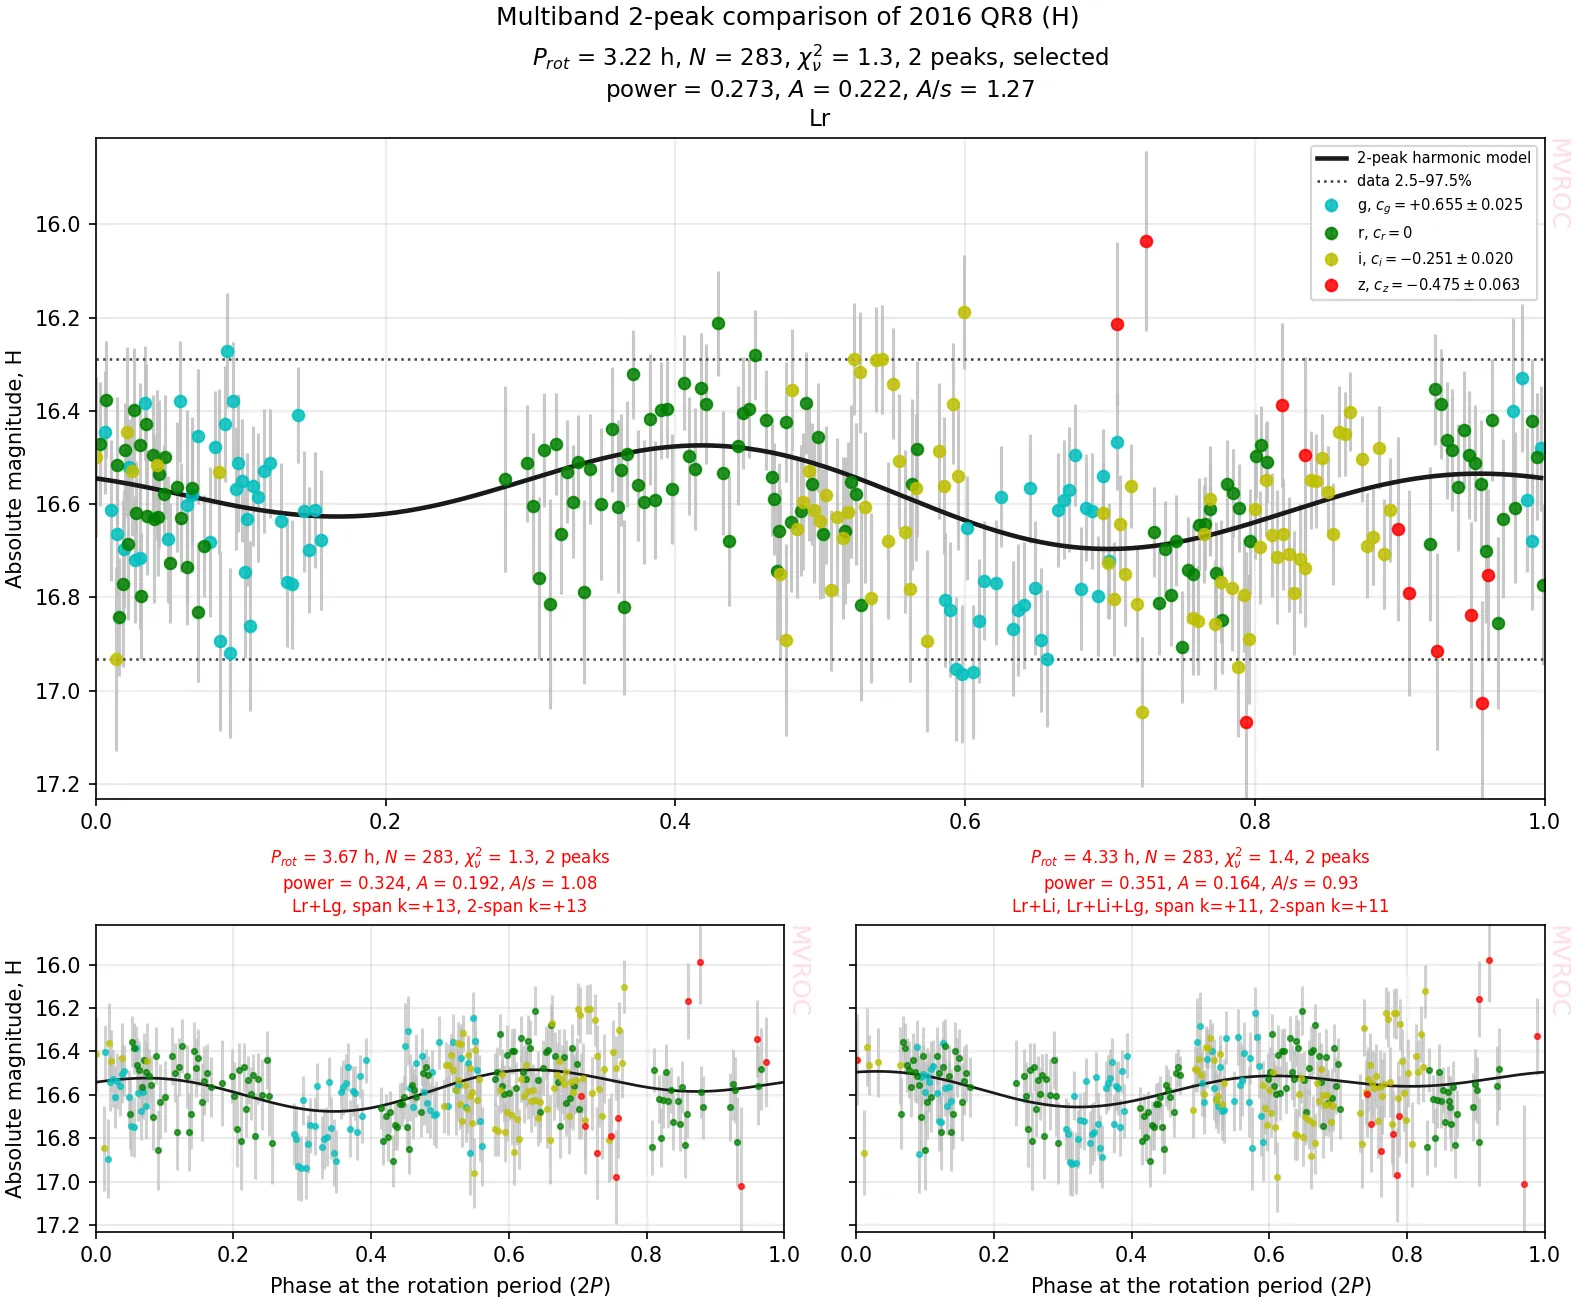 Multiband 2-peak comparison of 2016 QR8 (H)
P_rot = 3.22 h, N = 283, χ²_ν = 1.3, 2 peaks, selected
power = 0.273, A = 0.222, A/s = 1.27
Lr
Absolute magnitude, H
16.0
16.2
16.4
16.6
16.8
17.0
17.2
0.0 0.2 0.4 0.6 0.8 1.0
2-peak harmonic model
data 2.5–97.5%
g, c_g = +0.655 ± 0.025
r, c_r = 0
i, c_i = −0.251 ± 0.020
z, c_z = −0.475 ± 0.063
MVROC
P_rot = 3.67 h, N = 283, χ²_ν = 1.3, 2 peaks
power = 0.324, A = 0.192, A/s = 1.08
Lr+Lg, span k=+13, 2-span k=+13
Absolute magnitude, H
16.0
16.2
16.4
16.6
16.8
17.0
17.2
0.0 0.2 0.4 0.6 0.8 1.0
Phase at the rotation period (2P)
MVROC
P_rot = 4.33 h, N = 283, χ²_ν = 1.4, 2 peaks
power = 0.351, A = 0.164, A/s = 0.93
Lr+Li, Lr+Li+Lg, span k=+11, 2-span k=+11
0.0 0.2 0.4 0.6 0.8 1.0
Phase at the rotation period (2P)
MVROC